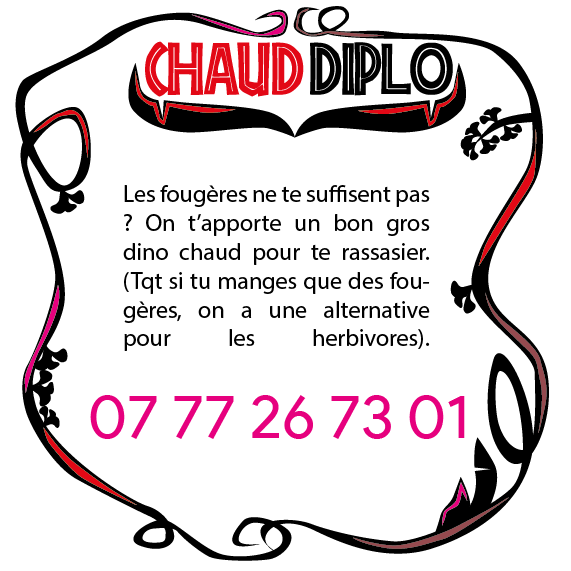 CHAUD DIPLO
Les fougères ne te suffisent pas
? On t’apporte un bon gros
dino chaud pour te rassasier.
(Tqt si tu manges que des fou-
gères, on a une alternative
pour les herbivores).
07 77 26 73 01